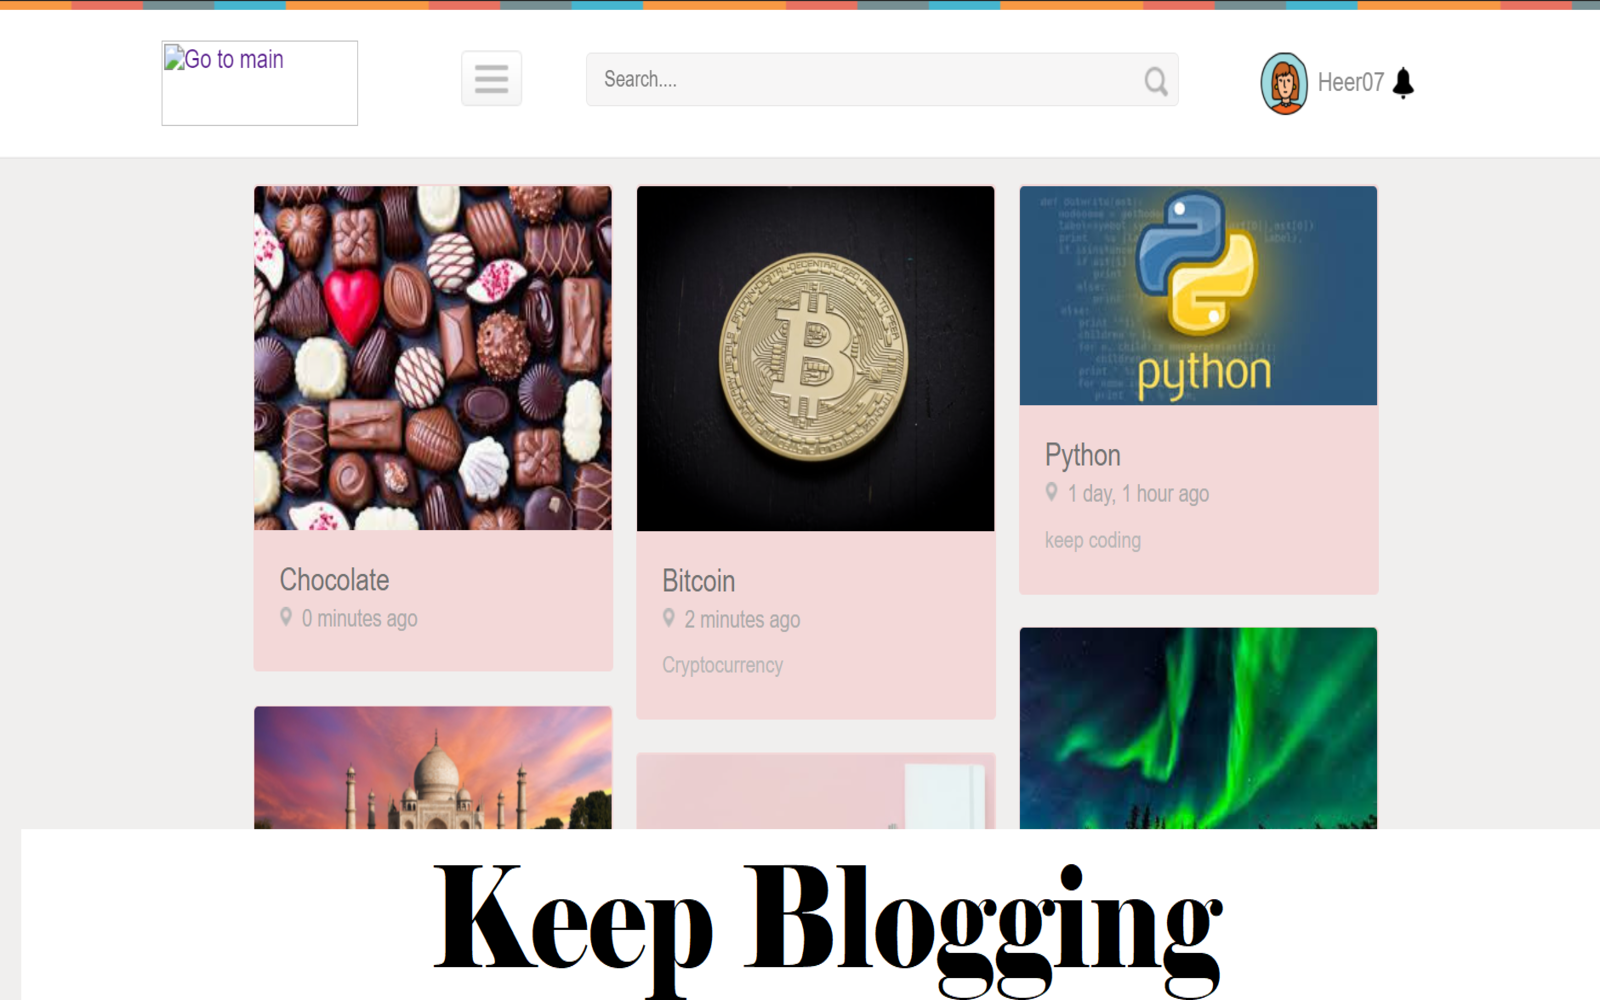 Go to main
Search....
Heer07
python
Chocolate
0 minutes ago
Bitcoin
2 minutes ago
Cryptocurrency
Python
1 day, 1 hour ago
keep coding
Keep Blogging